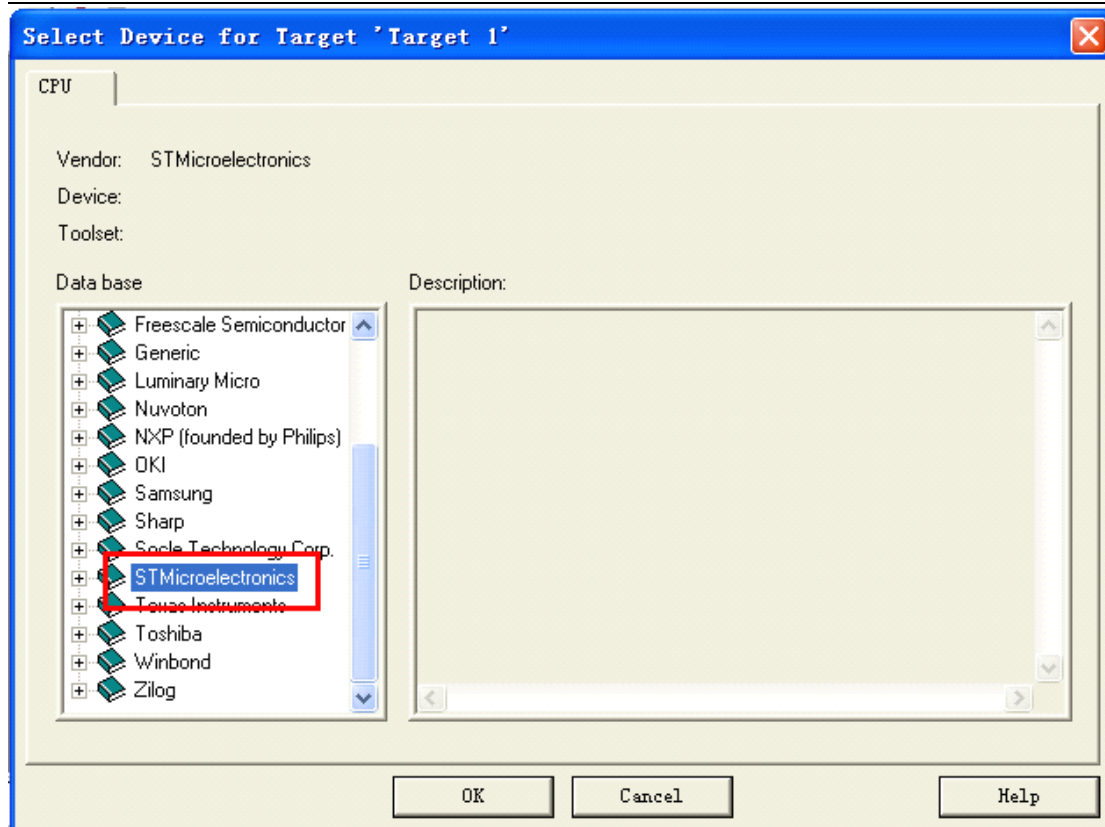 Select Device for Target 'Target 1'
CPU
Vendor: STMicroelectronics
Device:
Toolset:
Data base
Description:
Freescale Semiconductor
Generic
Luminary Micro
Nuvoton
NXP (founded by Philips)
OKI
Samsung
Sharp
Socle Technology Corp.
STMicroelectronics
Texas Instruments
Toshiba
Winbond
Zilog
OK
Cancel
Help